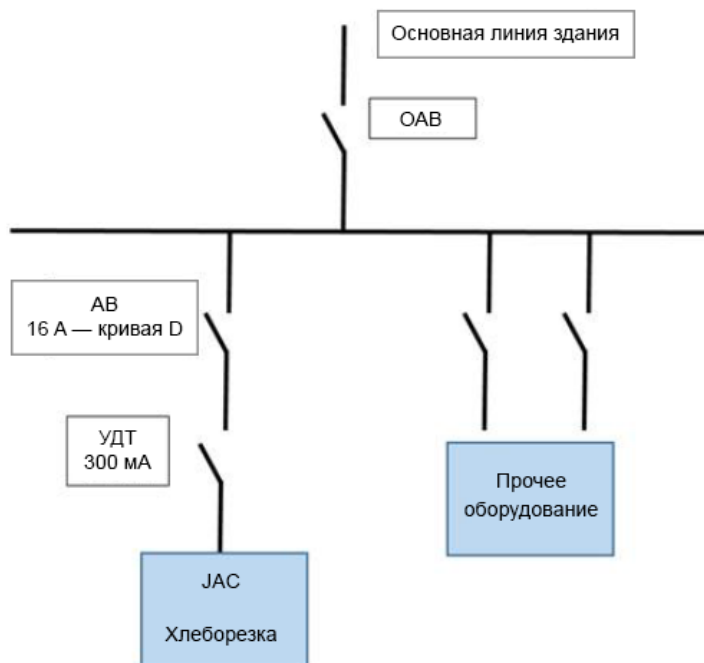 Основная линия здания
ОАВ
АВ
16 А — кривая D
УДТ
300 мА
Прочее
оборудование
JAC
Хлеборезка